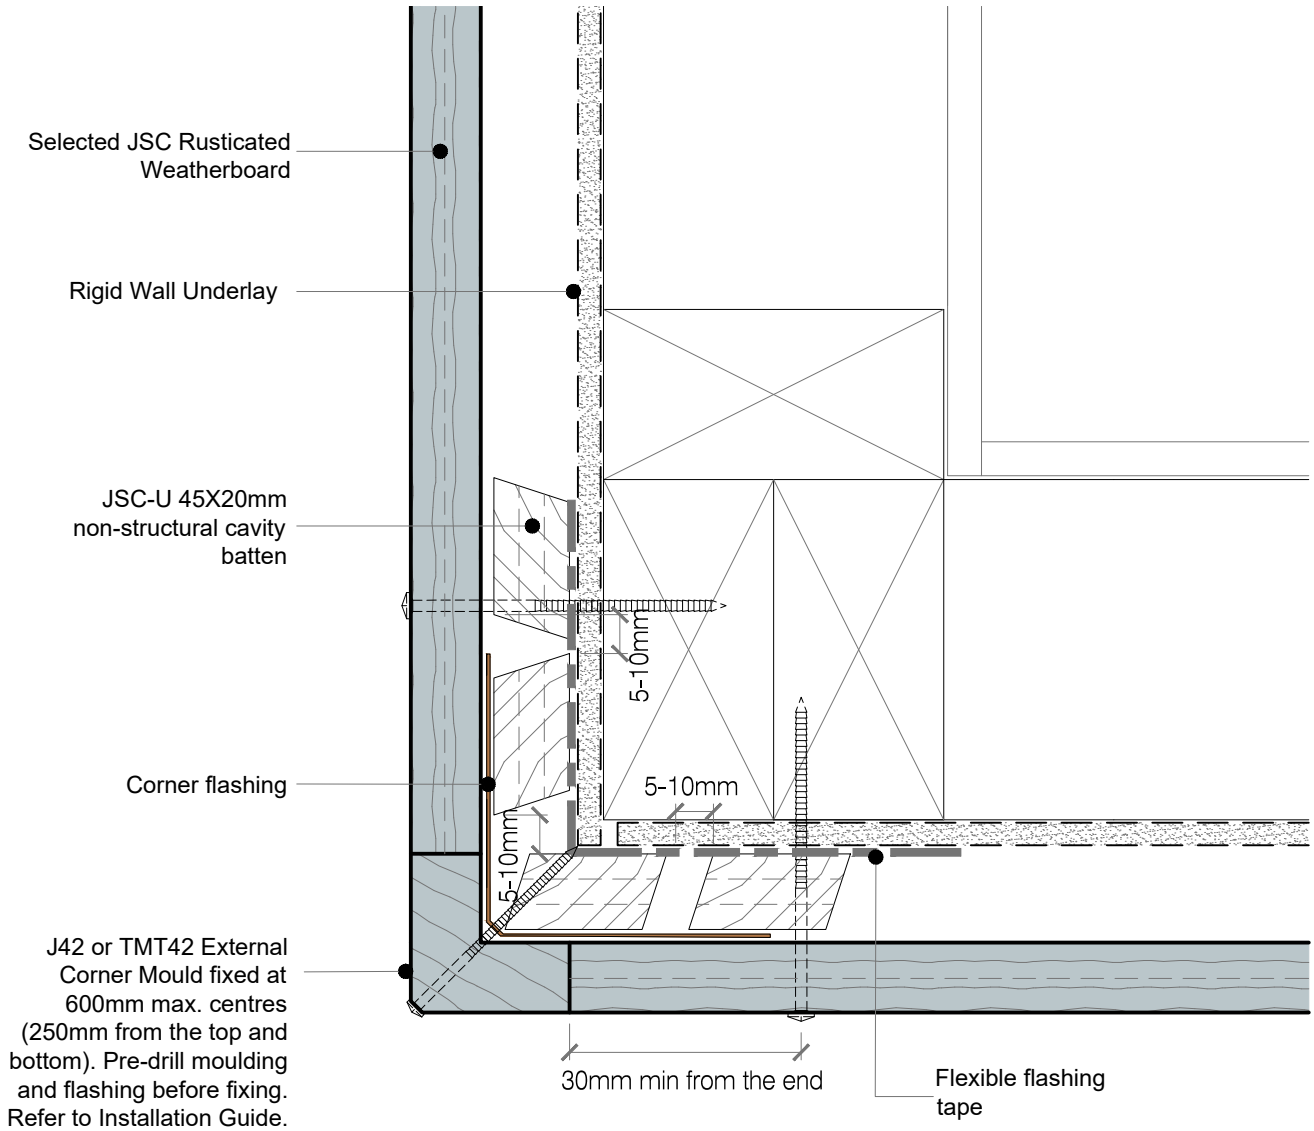 Selected JSC Rusticated
Weatherboard
Rigid Wall Underlay
JSC-U 45X20mm
non-structural cavity
batten
5-10mm
Corner flashing
5-10mm
5-10mm
J42 or TMT42 External
Corner Mould fixed at
600mm max. centres
(250mm from the top and
bottom). Pre-drill moulding
and flashing before fixing.
Refer to Installation Guide.
30mm min from the end
Flexible flashing
tape